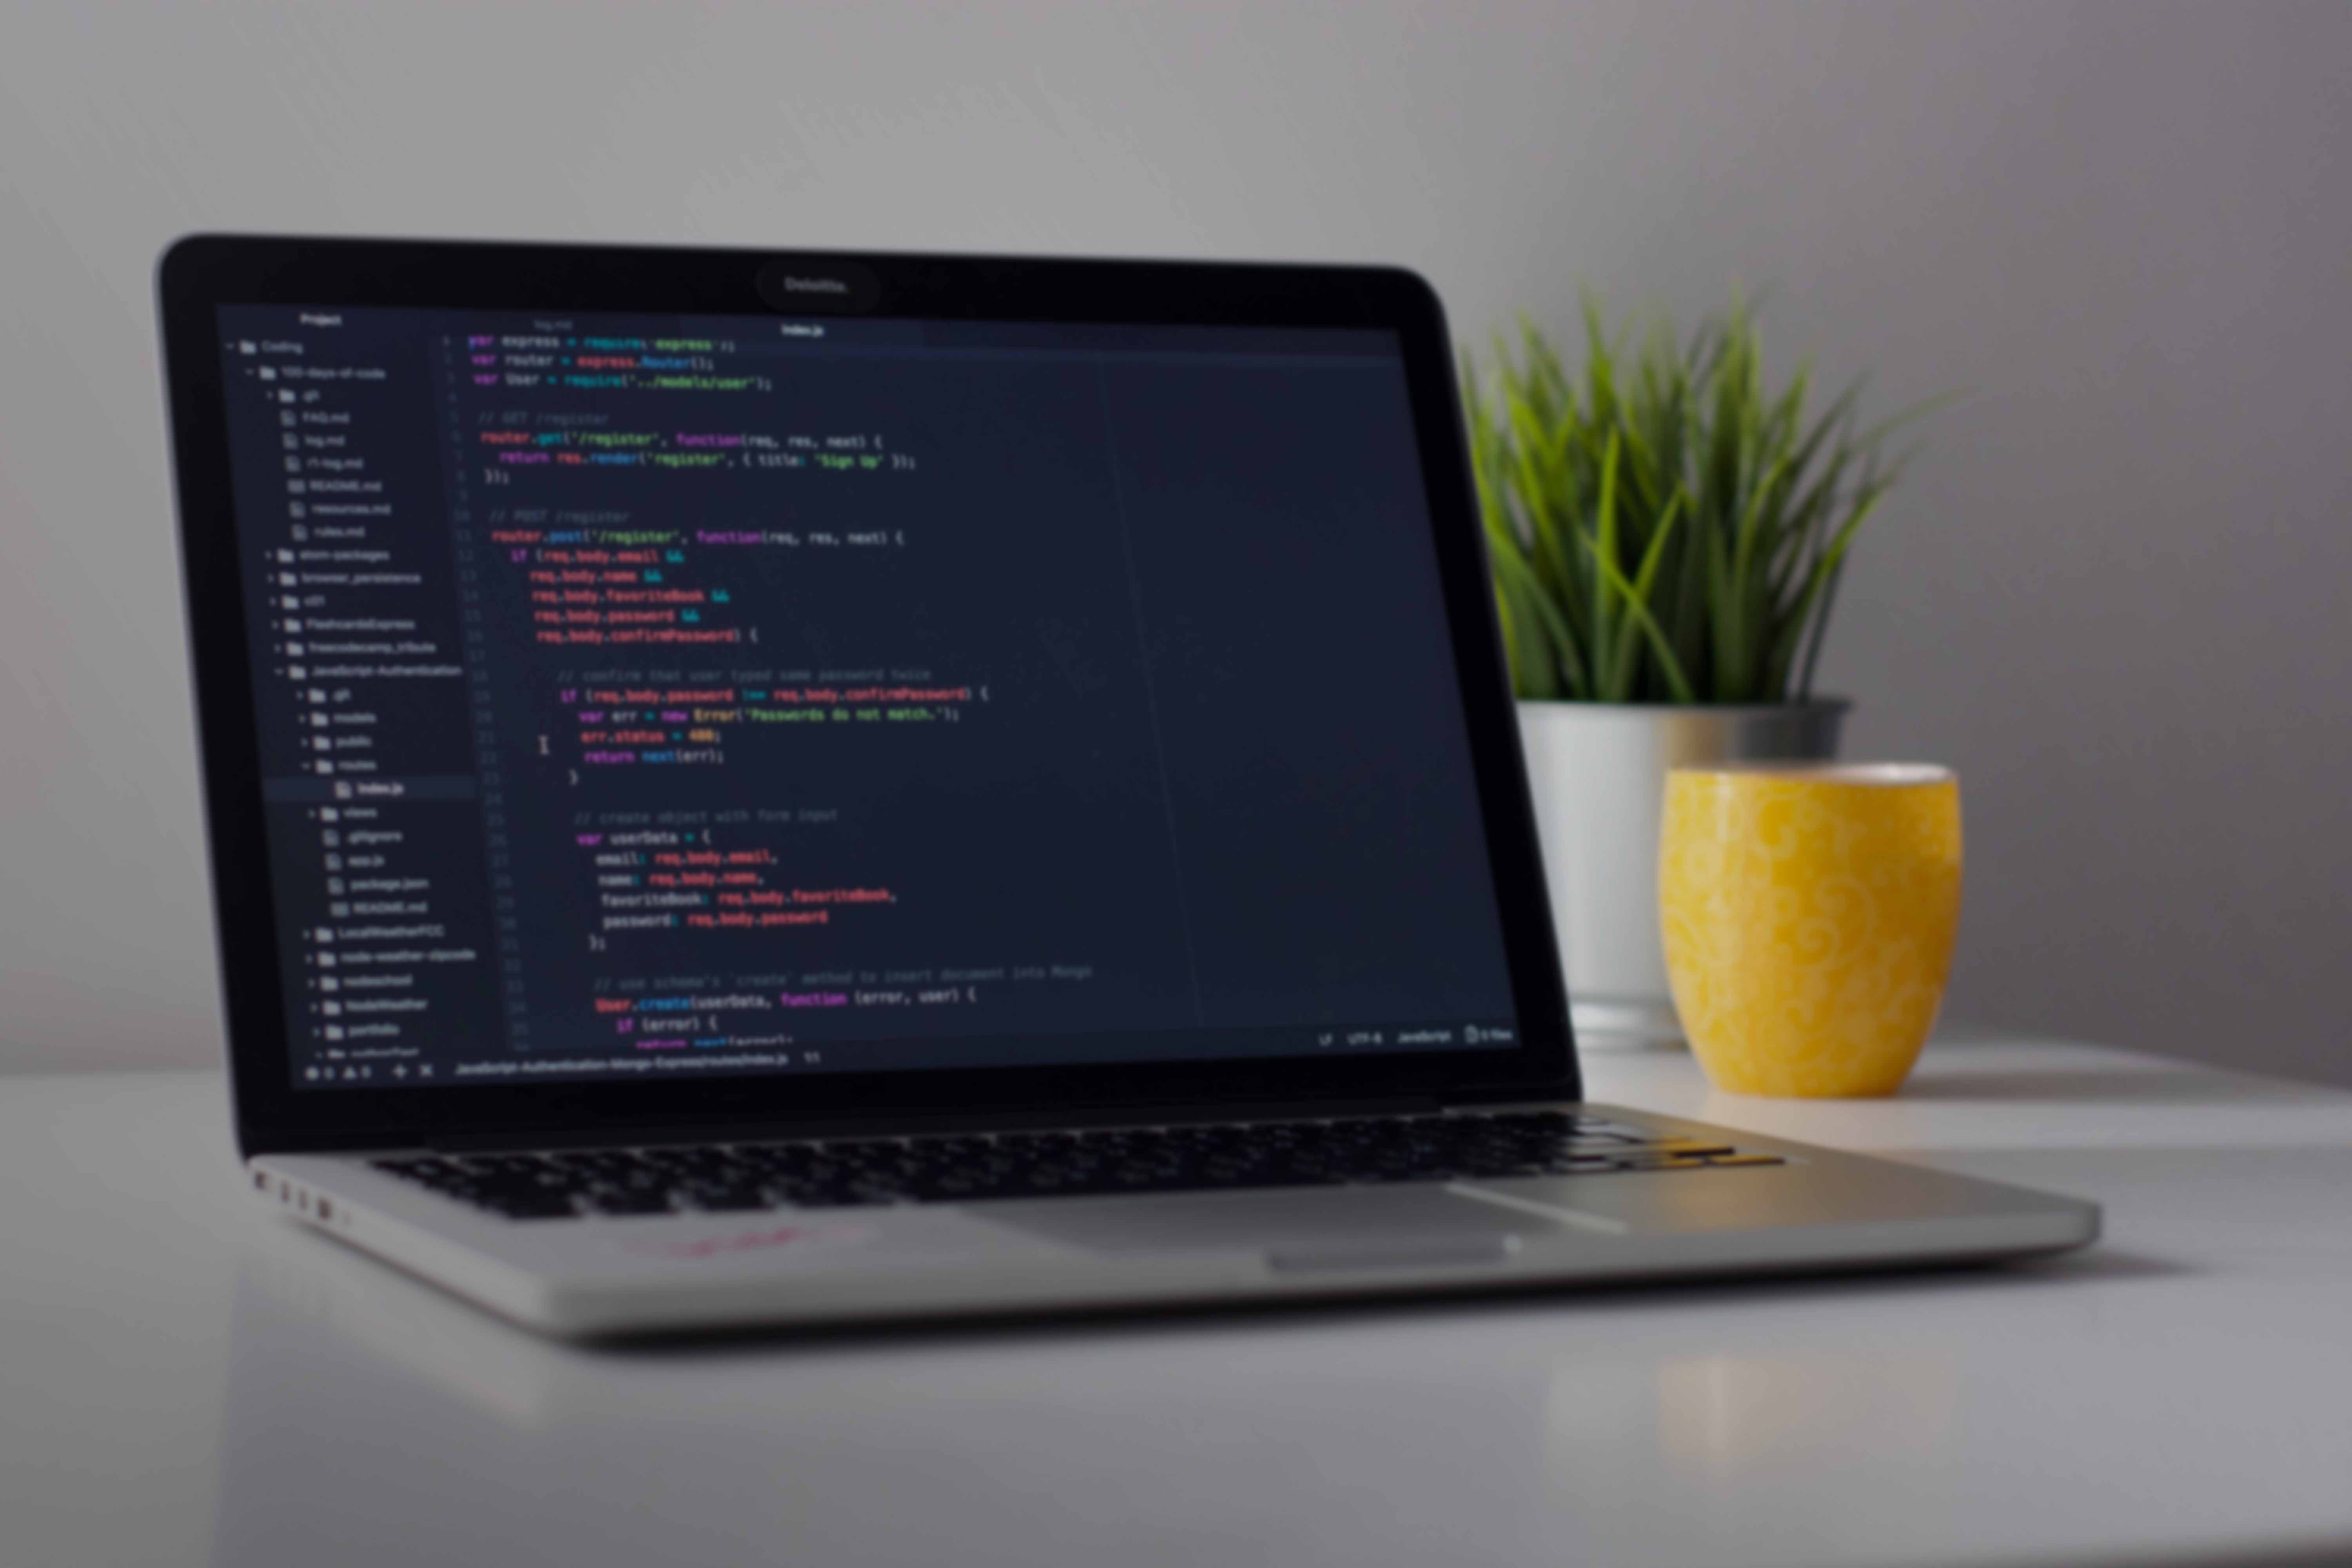 Deloitte.
Project
log.md
index.js
Coding
100-days-of-code
.git
FAQ.md
log.md
r1-log.md
README.md
resources.md
rules.md
atom-packages
browser_persistence
FlashcardsExpress
freecodecamp_tribute
JavaScript-Authentication
.git
models
public
routes
index.js
views
.gitignore
app.js
package.json
README.md
LocalWeatherFCC
node-weather-zipcode
nodeschool
NodeWeather
portfolio
var express = require('express');
var router = express.Router();
var User = require('../models/user');
// GET /register
router.get('/register', function(req, res, next) {
return res.render('register', { title: 'Sign Up' });
});
// POST /register
router.post('/register', function(req, res, next) {
if (req.body.email &&
req.body.name &&
req.body.favoriteBook &&
req.body.password &&
req.body.confirmPassword) {
// confirm that user typed same password twice
if (req.body.password !== req.body.confirmPassword) {
var err = new Error('Passwords do not match.');
err.status = 400;
return next(err);
}
// create object with form input
var userData = {
email: req.body.email,
name: req.body.name,
favoriteBook: req.body.favoriteBook,
password: req.body.password
};
// use schema's `create` method to insert document into Mongo
User.create(userData, function (error, user) {
if (error) {
return next(error);
JavaScript-Authentication-Mongo-Express/routes/index.js 1:1
LF UTF-8 JavaScript 0 files